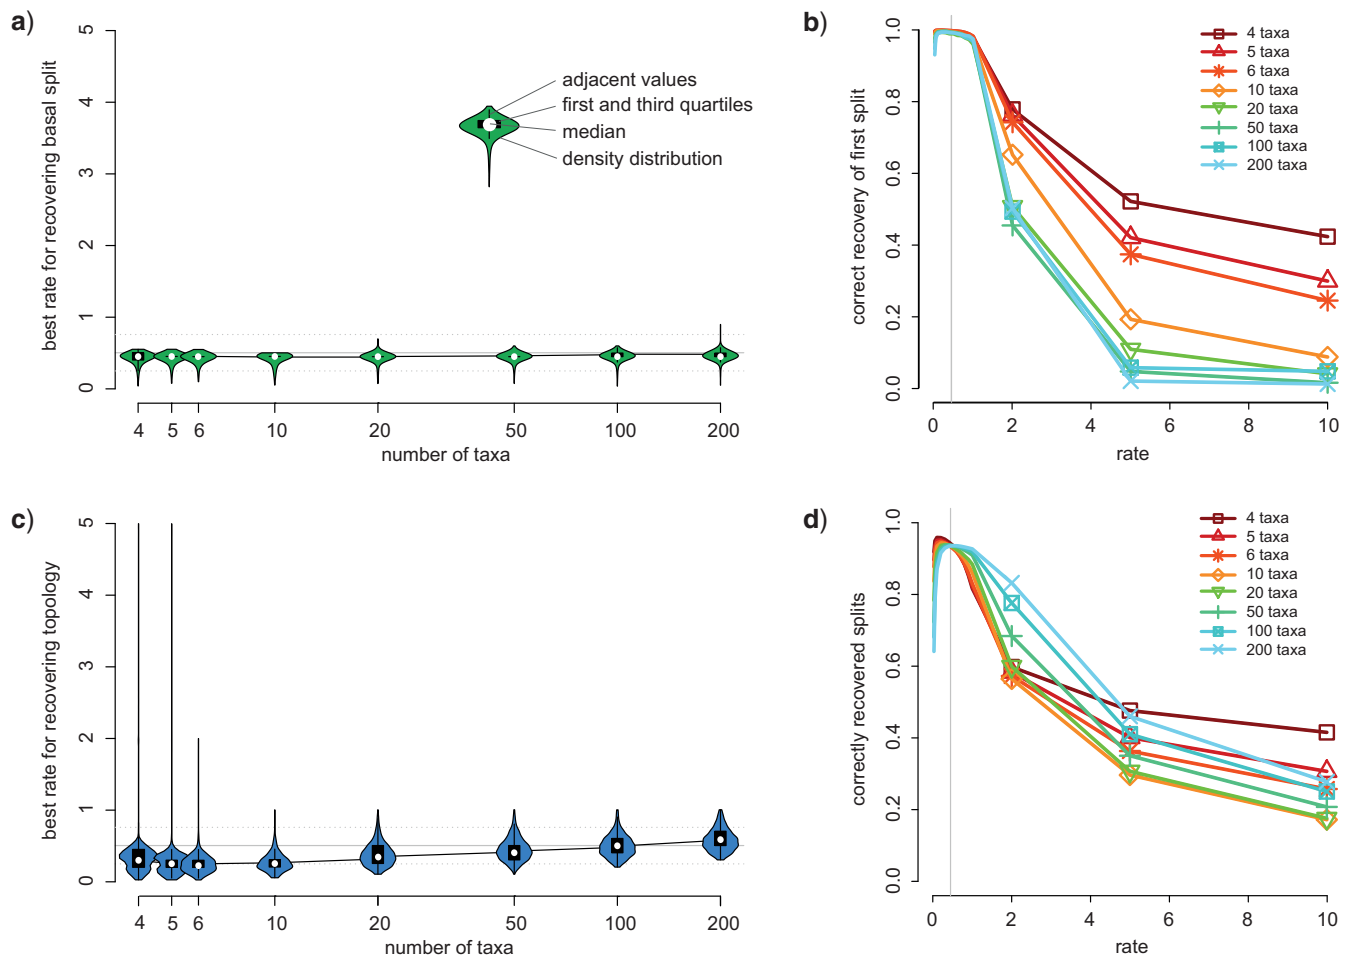 a)
best rate for recovering basal split
5
4
3
2
1
0
adjacent values
first and third quartiles
median
density distribution
4 5 6 10 20 50 100 200
number of taxa
b)
correct recovery of first split
1.0
0.8
0.6
0.4
0.2
0.0
4 taxa
5 taxa
6 taxa
10 taxa
20 taxa
50 taxa
100 taxa
200 taxa
0 2 4 6 8 10
rate
c)
best rate for recovering topology
5
4
3
2
1
0
4 5 6 10 20 50 100 200
number of taxa
d)
correctly recovered splits
1.0
0.8
0.6
0.4
0.2
0.0
4 taxa
5 taxa
6 taxa
10 taxa
20 taxa
50 taxa
100 taxa
200 taxa
0 2 4 6 8 10
rate